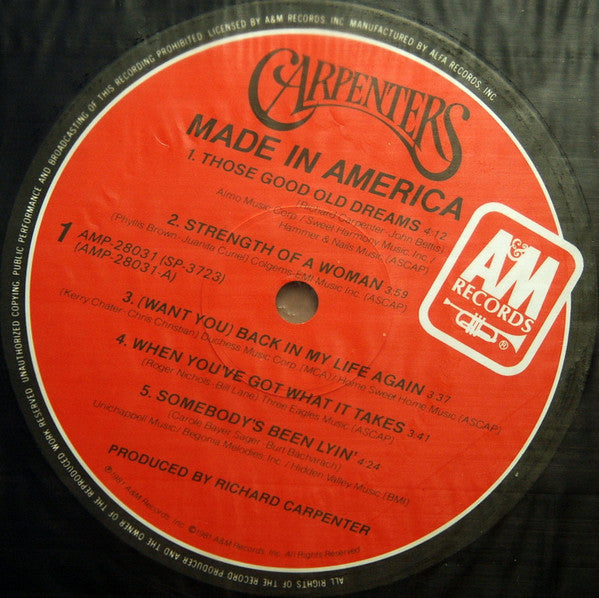 ALL RIGHTS OF THE RECORD PRODUCER AND THE OWNER OF THE REPRODUCED WORK RESERVED UNAUTHORIZED COPYING PUBLIC PERFORMANCE AND BROADCASTING OF THIS RECORDING PROHIBITED. LICENSED BY A&M RECORDS, INC MANUFACTURED BY ALFA RECORDS, INC
CARPENTERS
MADE IN AMERICA
1. THOSE GOOD OLD DREAMS 4:12
(Richard Carpenter-John Bettis)
Almo Music Corp./Sweet Harmony Music, Inc./
Hammer & Nails Music (ASCAP)
2. STRENGTH OF A WOMAN 3:59
(Phyllis Brown-Juanita Curiel) Colgems-EMI Music Inc. (ASCAP)
1
AMP-28031 (SP-3723)
(AMP-28031-A)
A&M
RECORDS
®
3. (WANT YOU) BACK IN MY LIFE AGAIN 3:37
(Kerry Chater-Chris Christian) Duchess Music Corp. (MCA)/Home Sweet Home Music (ASCAP)
4. WHEN YOU'VE GOT WHAT IT TAKES 3:41
(Roger Nichols-Bill Lane) Three Eagles Music (ASCAP)
5. SOMEBODY'S BEEN LYIN' 4:24
(Carole Bayer Sager-Burt Bacharach)
Unichappell Music/Begonia Melodies, Inc./Hidden Valley Music (BMI)
PRODUCED BY RICHARD CARPENTER
℗1981 A&M Records, Inc. ©1981 A&M Records, Inc. All Rights Reserved